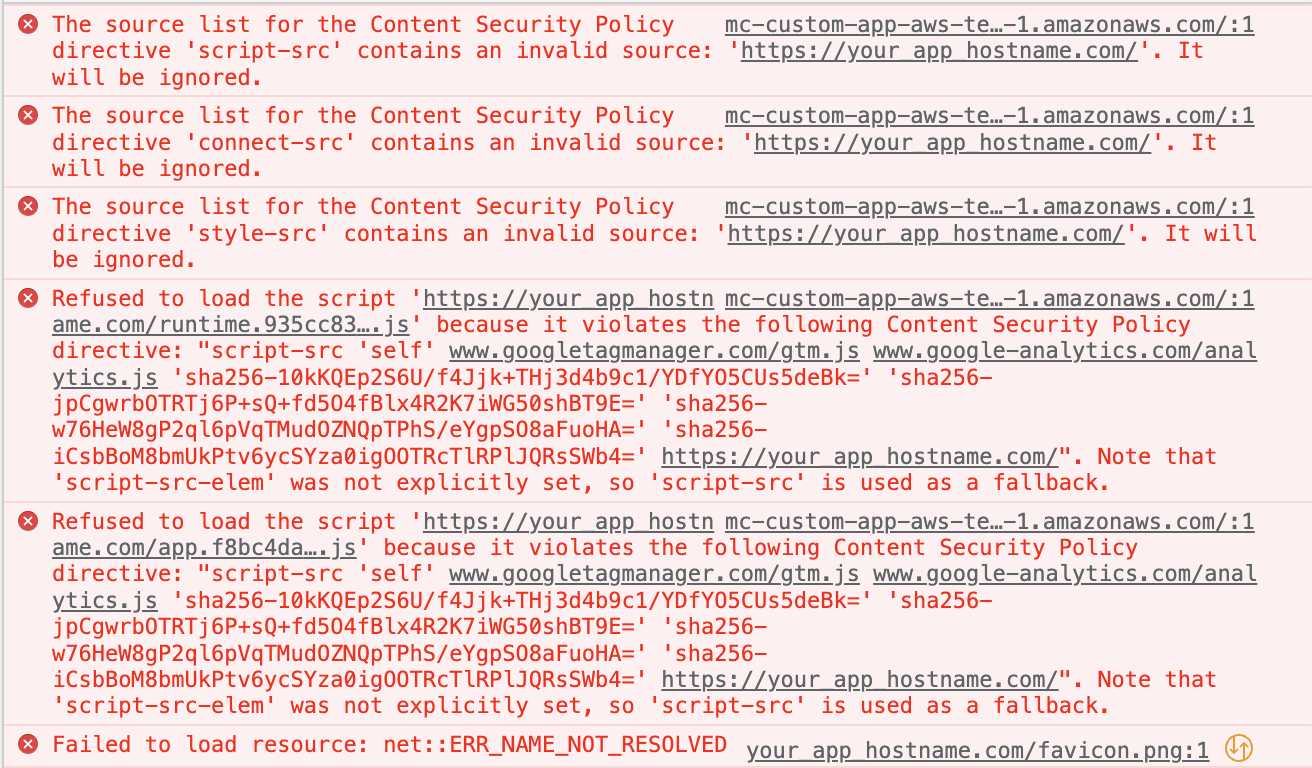 The source list for the Content Security Policy mc-custom-app-aws-te…-1.amazonaws.com/:1
directive 'script-src' contains an invalid source: 'https://your_app_hostname.com/'. It
will be ignored.
The source list for the Content Security Policy mc-custom-app-aws-te…-1.amazonaws.com/:1
directive 'connect-src' contains an invalid source: 'https://your_app_hostname.com/'. It
will be ignored.
The source list for the Content Security Policy mc-custom-app-aws-te…-1.amazonaws.com/:1
directive 'style-src' contains an invalid source: 'https://your_app_hostname.com/'. It will
be ignored.
Refused to load the script 'https://your_app_hostn mc-custom-app-aws-te…-1.amazonaws.com/:1
ame.com/runtime.935cc83….js' because it violates the following Content Security Policy
directive: "script-src 'self' www.googletagmanager.com/gtm.js www.google-analytics.com/anal
ytics.js 'sha256-10kKQEp2S6U/f4Jjk+THj3d4b9c1/YDfYO5CUs5deBk=' 'sha256-
jpCgwrbOTRTj6P+sQ+fd5O4fBlx4R2K7iWG50shBT9E=' 'sha256-
w76HeW8gP2ql6pVqTMudOZNQpTPhS/eYgpSO8aFuoHA=' 'sha256-
iCsbBoM8bmUkPtv6ycSYza0igOOTRcTlRPlJQRsSWb4=' https://your_app_hostname.com/". Note that
'script-src-elem' was not explicitly set, so 'script-src' is used as a fallback.
Refused to load the script 'https://your_app_hostn mc-custom-app-aws-te…-1.amazonaws.com/:1
ame.com/app.f8bc4da….js' because it violates the following Content Security Policy
directive: "script-src 'self' www.googletagmanager.com/gtm.js www.google-analytics.com/anal
ytics.js 'sha256-10kKQEp2S6U/f4Jjk+THj3d4b9c1/YDfYO5CUs5deBk=' 'sha256-
jpCgwrbOTRTj6P+sQ+fd5O4fBlx4R2K7iWG50shBT9E=' 'sha256-
w76HeW8gP2ql6pVqTMudOZNQpTPhS/eYgpSO8aFuoHA=' 'sha256-
iCsbBoM8bmUkPtv6ycSYza0igOOTRcTlRPlJQRsSWb4=' https://your_app_hostname.com/". Note that
'script-src-elem' was not explicitly set, so 'script-src' is used as a fallback.
Failed to load resource: net::ERR_NAME_NOT_RESOLVED your_app_hostname.com/favicon.png:1